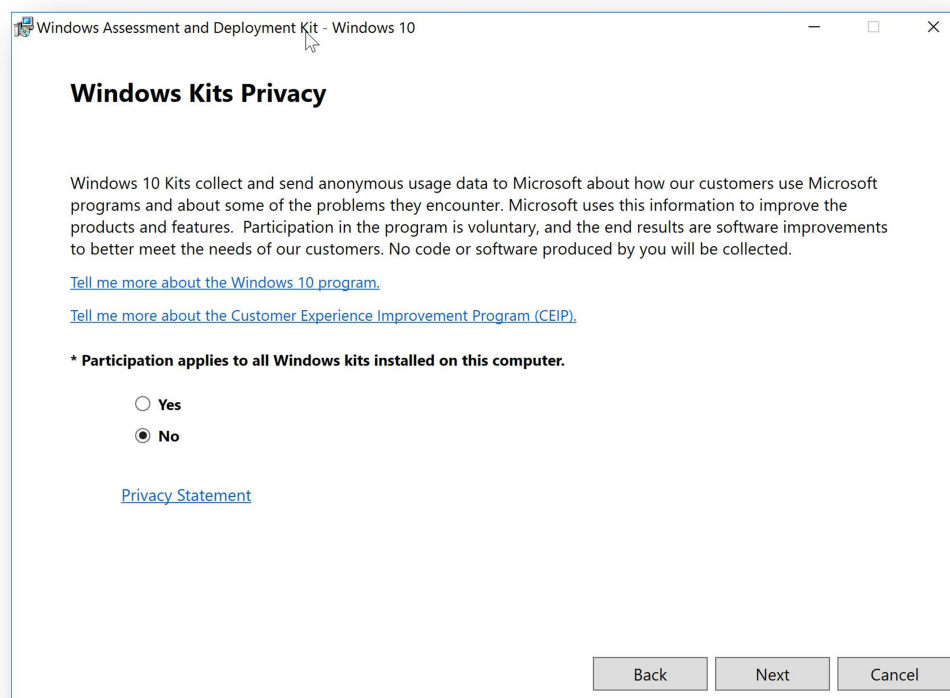 Windows Assessment and Deployment Kit - Windows 10
Windows Kits Privacy
Windows 10 Kits collect and send anonymous usage data to Microsoft about how our customers use Microsoft
programs and about some of the problems they encounter. Microsoft uses this information to improve the
products and features.  Participation in the program is voluntary, and the end results are software improvements
to better meet the needs of our customers. No code or software produced by you will be collected.
Tell me more about the Windows 10 program.
Tell me more about the Customer Experience Improvement Program (CEIP).
* Participation applies to all Windows kits installed on this computer.
Yes
No
Privacy Statement
Back Next Cancel